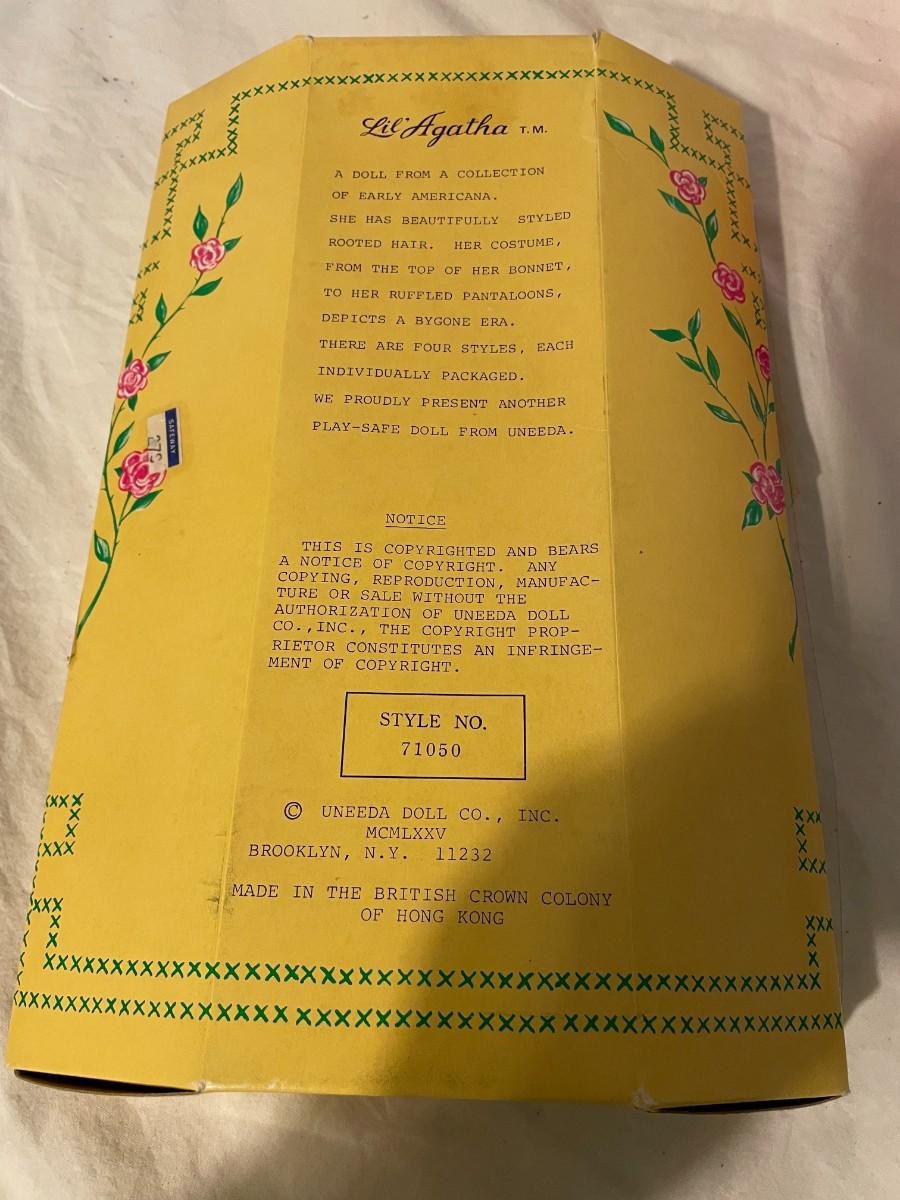 Lil' Agatha T.M.
A DOLL FROM A COLLECTION
OF EARLY AMERICANA.
SHE HAS BEAUTIFULLY STYLED
ROOTED HAIR. HER COSTUME,
FROM THE TOP OF HER BONNET,
TO HER RUFFLED PANTALOONS,
DEPICTS A BYGONE ERA.
THERE ARE FOUR STYLES, EACH
INDIVIDUALLY PACKAGED.
WE PROUDLY PRESENT ANOTHER
PLAY-SAFE DOLL FROM UNEEDA.
SAFEWAY
NOTICE
THIS IS COPYRIGHTED AND BEARS
A NOTICE OF COPYRIGHT. ANY
COPYING, REPRODUCTION, MANUFAC-
TURE OR SALE WITHOUT THE
AUTHORIZATION OF UNEEDA DOLL
CO.,INC., THE COPYRIGHT PROP-
RIETOR CONSTITUTES AN INFRINGE-
MENT OF COPYRIGHT.
STYLE NO.
71050
© UNEEDA DOLL CO., INC.
MCMLXXV
BROOKLYN, N.Y. 11232
MADE IN THE BRITISH CROWN COLONY
OF HONG KONG